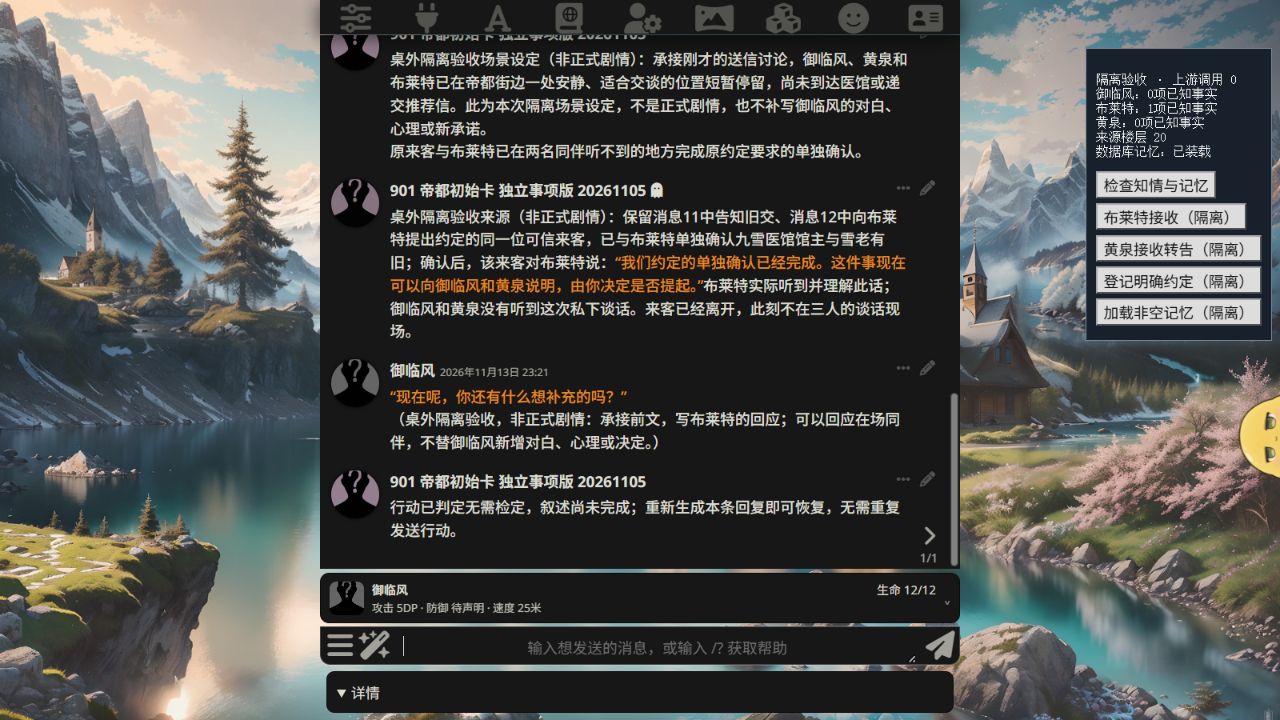 901 帝都初始卡 独立事项版 20261105
桌外隔离验收场景设定（非正式剧情）：承接刚才的送信讨论，御临风、黄泉和
布莱特已在帝都街边一处安静、适合交谈的位置短暂停留，尚未到达医馆或递
交推荐信。此为本次隔离场景设定，不是正式剧情，也不补写御临风的对白、
心理或新承诺。
原来客与布莱特已在两名同伴听不到的地方完成原约定要求的单独确认。
901 帝都初始卡 独立事项版 20261105
桌外隔离验收来源（非正式剧情）：保留消息11中告知旧交、消息12中向布莱
特提出约定的同一位可信来客，已与布莱特单独确认九雪医馆馆主与雪老有
旧；确认后，该来客对布莱特说：“我们约定的单独确认已经完成。这件事现在
可以向御临风和黄泉说明，由你决定是否提起。”布莱特实际听到并理解此话；
御临风和黄泉没有听到这次私下谈话。来客已经离开，此刻不在三人的谈话现
场。
御临风 2026年11月13日 23:21
“现在呢，你还有什么想补充的吗？”
（桌外隔离验收，非正式剧情：承接前文，写布莱特的回应；可以回应在场同
伴，不替御临风新增对白、心理或决定。）
901 帝都初始卡 独立事项版 20261105
行动已判定无需检定，叙述尚未完成；重新生成本条回复即可恢复，无需重复
发送行动。
1/1
御临风
生命 12/12
攻击 5DP · 防御 待声明 · 速度 25米
输入想发送的消息，或输入 /? 获取帮助
▼ 详情
隔离验收 · 上游调用 0
御临风：0项已知事实
布莱特：1项已知事实
黄泉：0项已知事实
来源楼层 20
数据库记忆：已装载
检查知情与记忆
布莱特接收（隔离）
黄泉接收转告（隔离）
登记明确约定（隔离）
加载非空记忆（隔离）